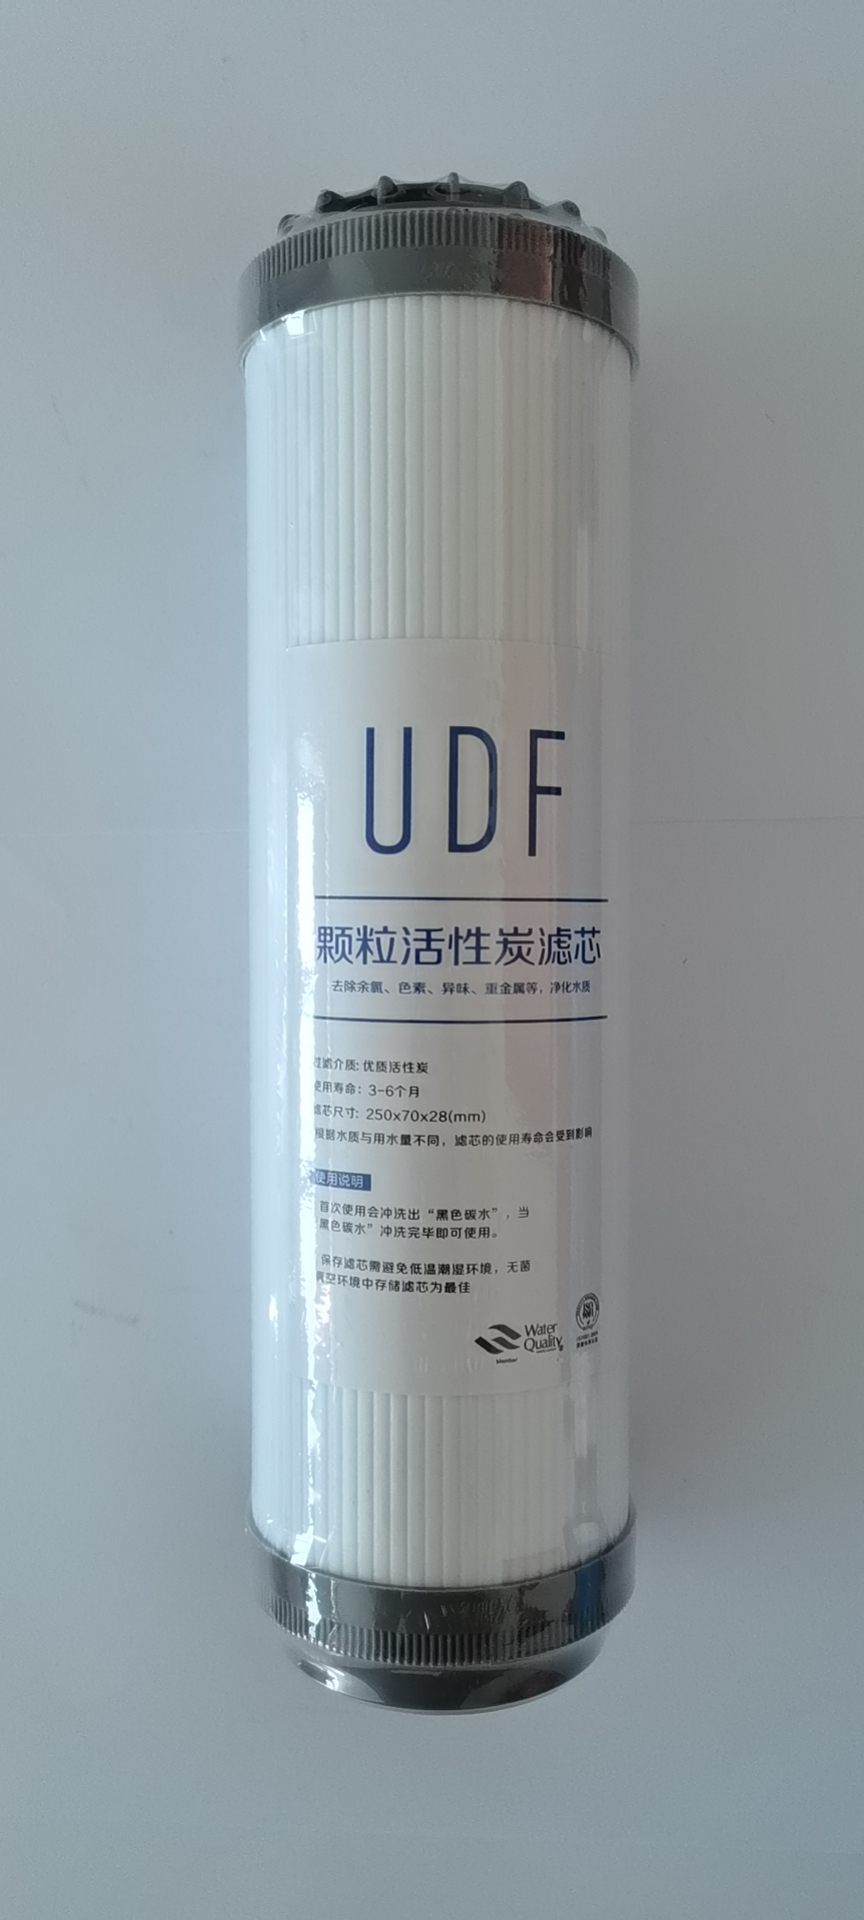 UDF
颗粒活性炭滤芯
去除余氯、色素、异味、重金属等，净化水质
过滤介质: 优质活性炭
使用寿命：3-6个月
滤芯尺寸: 250x70x28(mm)
根据水质与用水量不同，滤芯的使用寿命会受到影响
使用说明
首次使用会冲洗出“黑色碳水”，当
“黑色碳水”冲洗完毕即可使用。
保存滤芯需避免低温潮湿环境，无菌
真空环境中存储滤芯为最佳
Water
Quality
Member
ISO